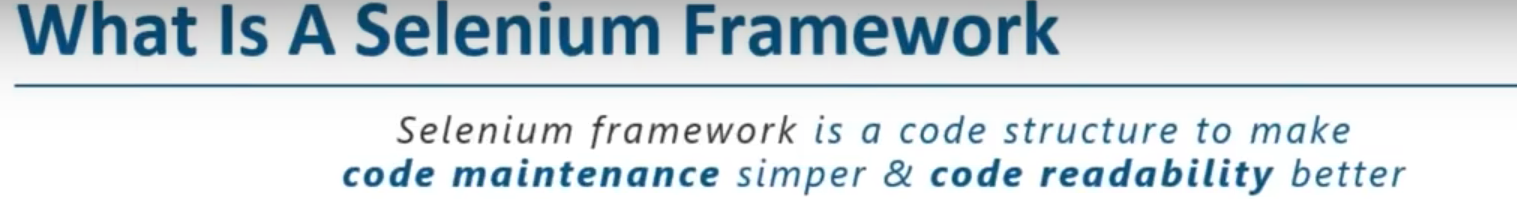 What Is A Selenium Framework
Selenium framework is a code structure to make
code maintenance simper & code readability better